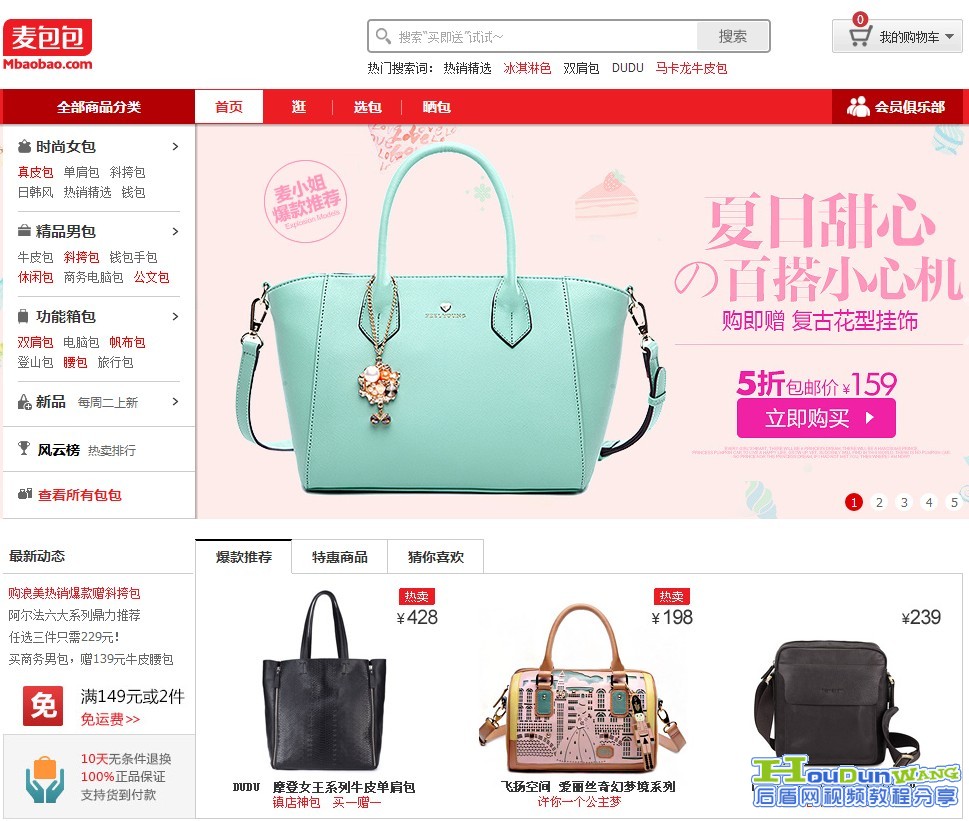 麦包包
Mbaobao.com
搜索“买即送”试试~
搜索
0
我的购物车
热门搜索词: 热销精选 冰淇淋色 双肩包 DUDU 马卡龙牛皮包
全部商品分类
首页 逛 选包 晒包
会员俱乐部
时尚女包 >
真皮包 单肩包 斜挎包
日韩风 热销精选 钱包
精品男包 >
牛皮包 斜挎包 钱包手包
休闲包 商务电脑包 公文包
功能箱包 >
双肩包 电脑包 帆布包
登山包 腰包 旅行包
新品 每周二上新 >
风云榜 热卖排行
查看所有包包
麦小姐
爆款推荐
Explosion Models
夏日甜心
の百搭小心机
购即赠 复古花型挂饰
5折包邮价¥159
立即购买
1 2 3 4 5
最新动态
购浪美热销爆款赠斜挎包
阿尔法六大系列鼎力推荐
任选三件只需229元!
买商务男包，赠139元牛皮腰包
免
满149元或2件
免运费>>
10天无条件退换
100%正品保证
支持货到付款
爆款推荐 特惠商品 猜你喜欢
热卖
¥428
DUDU 摩登女王系列牛皮单肩包
镇店神包 买一赠一
热卖
¥198
飞扬空间 爱丽丝奇幻梦境系列
许你一个公主梦
¥239
HouDunWang
后盾网视频教程分享